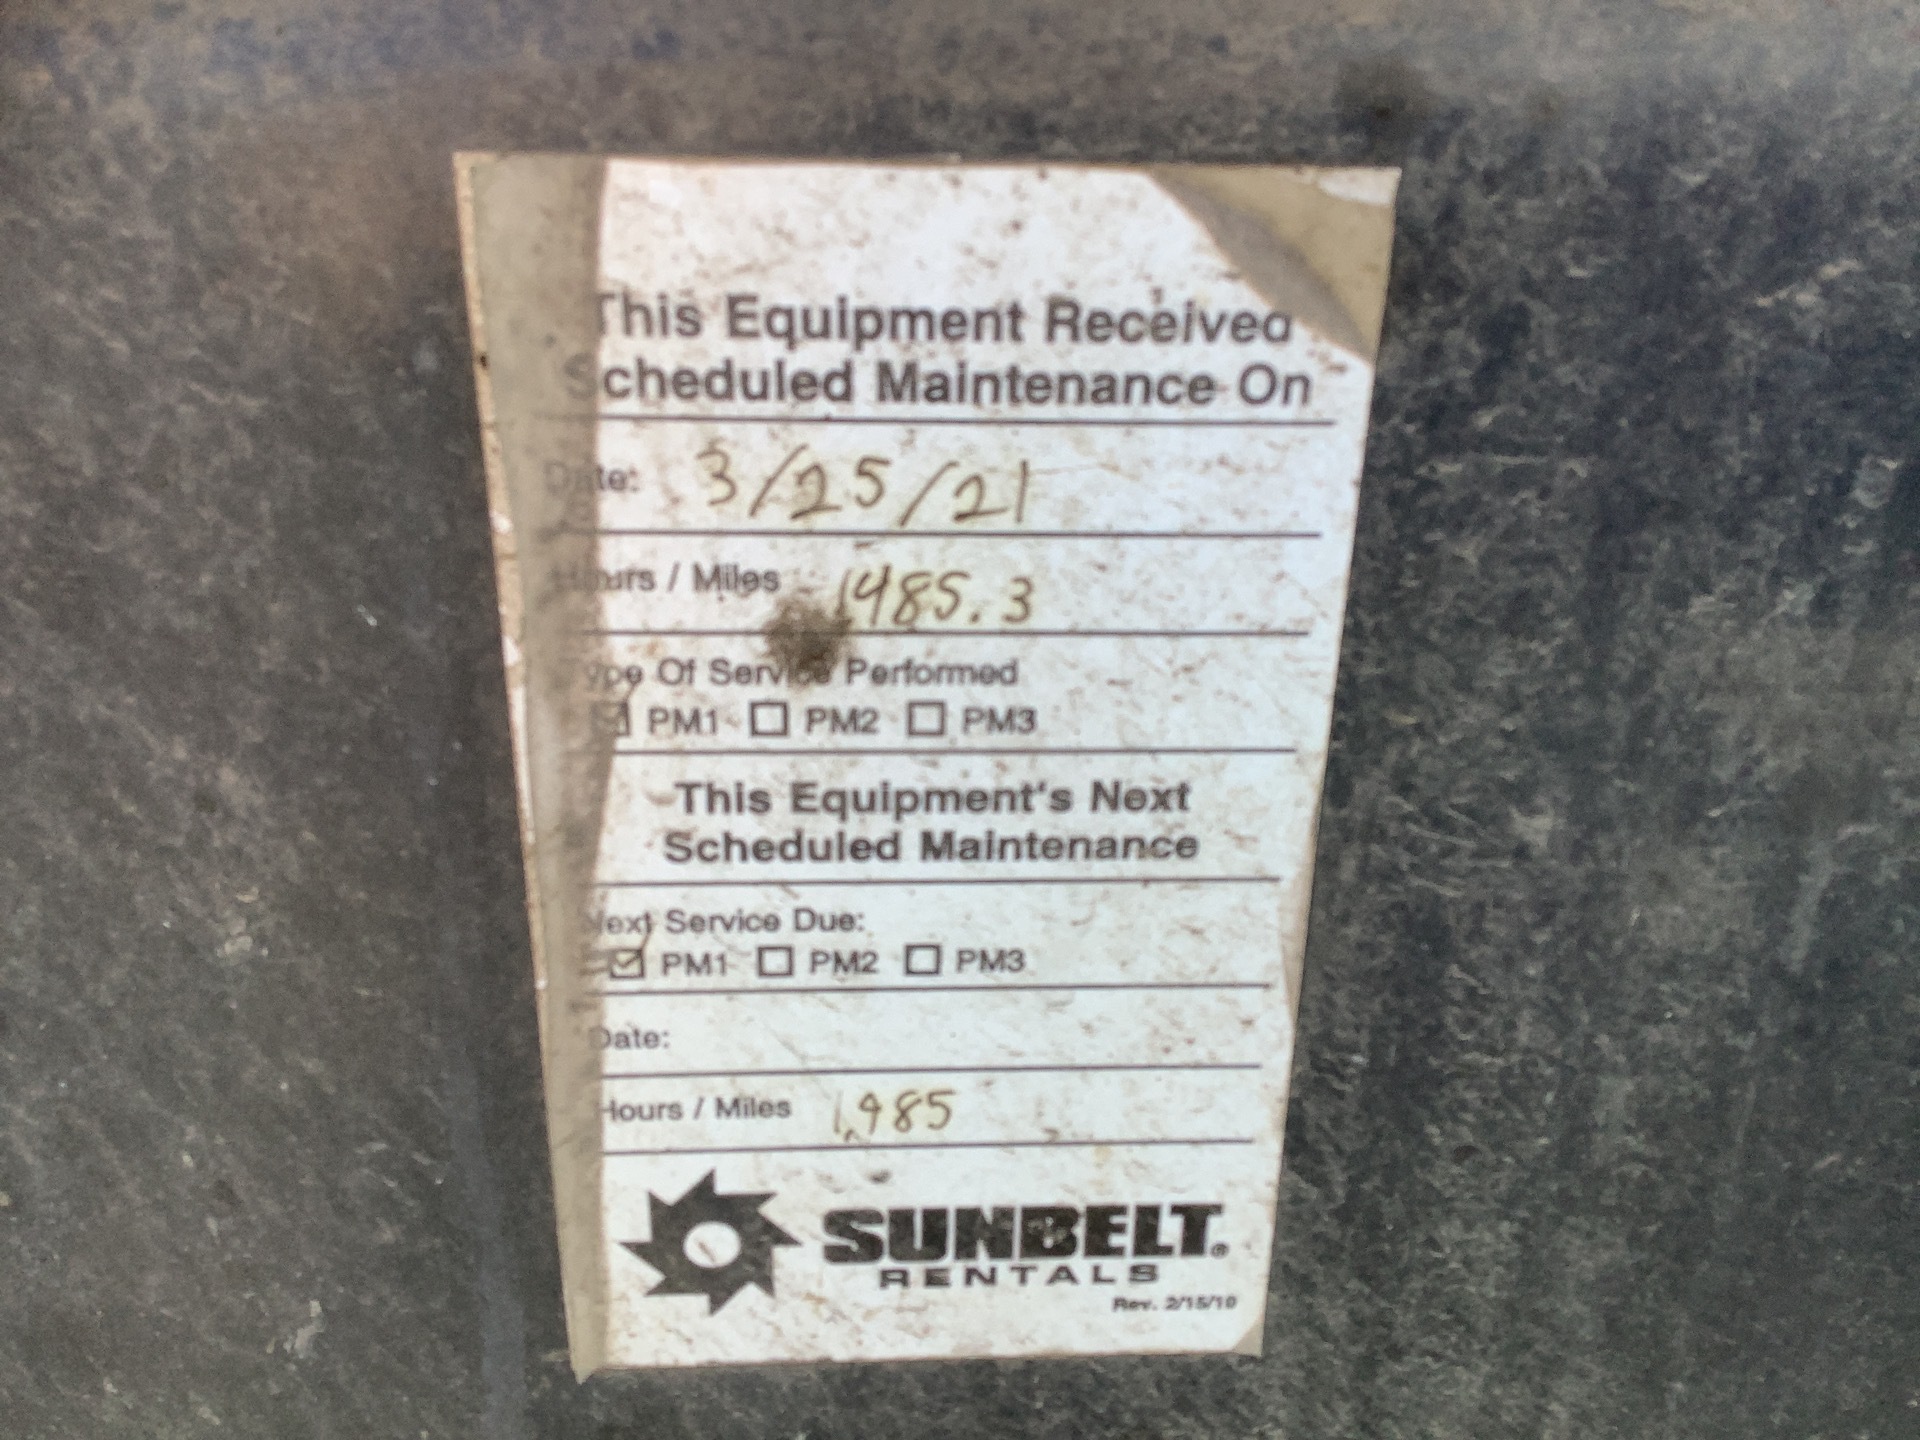 This Equipment Received
Scheduled Maintenance On
Date: 3/25/21
Hours / Miles 1485.3
Type Of Service Performed
☑ PM1 ☐ PM2 ☐ PM3
This Equipment's Next
Scheduled Maintenance
Next Service Due:
☑ PM1 ☐ PM2 ☐ PM3
Date:
Hours / Miles 1,985
SUNBELT®
RENTALS
Rev. 2/15/10